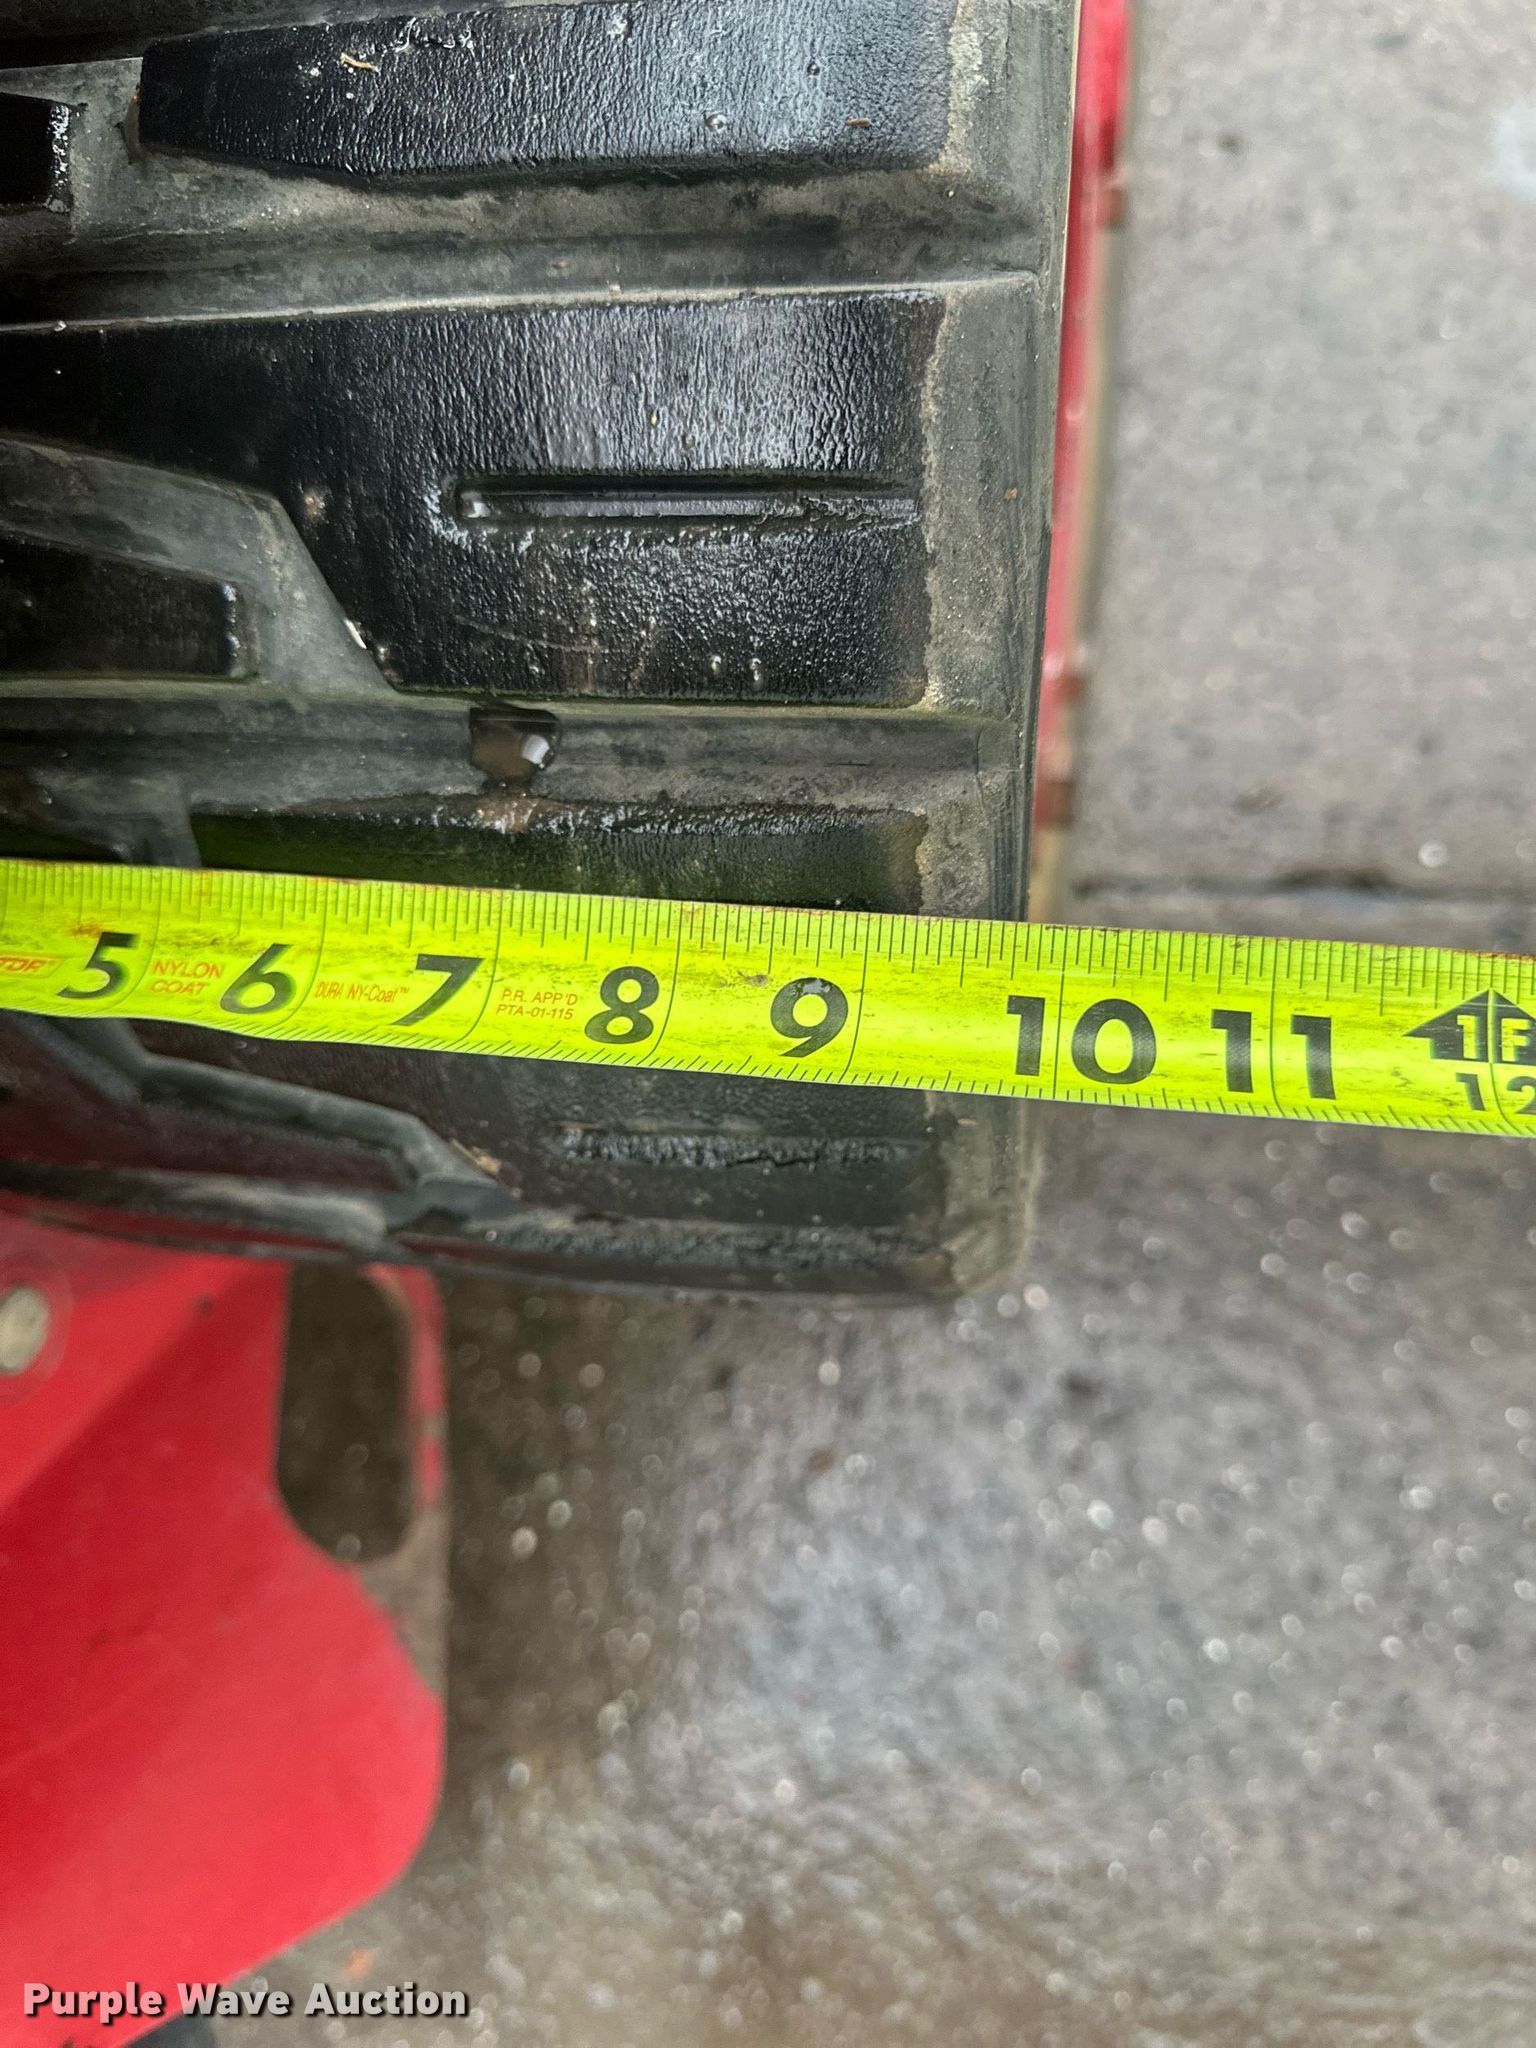 5 NYLON COAT 6 DURA NY-Coat™ 7 P.R. APP'D PTA-01-115 8 9 10 11 1F
12
Purple Wave Auction